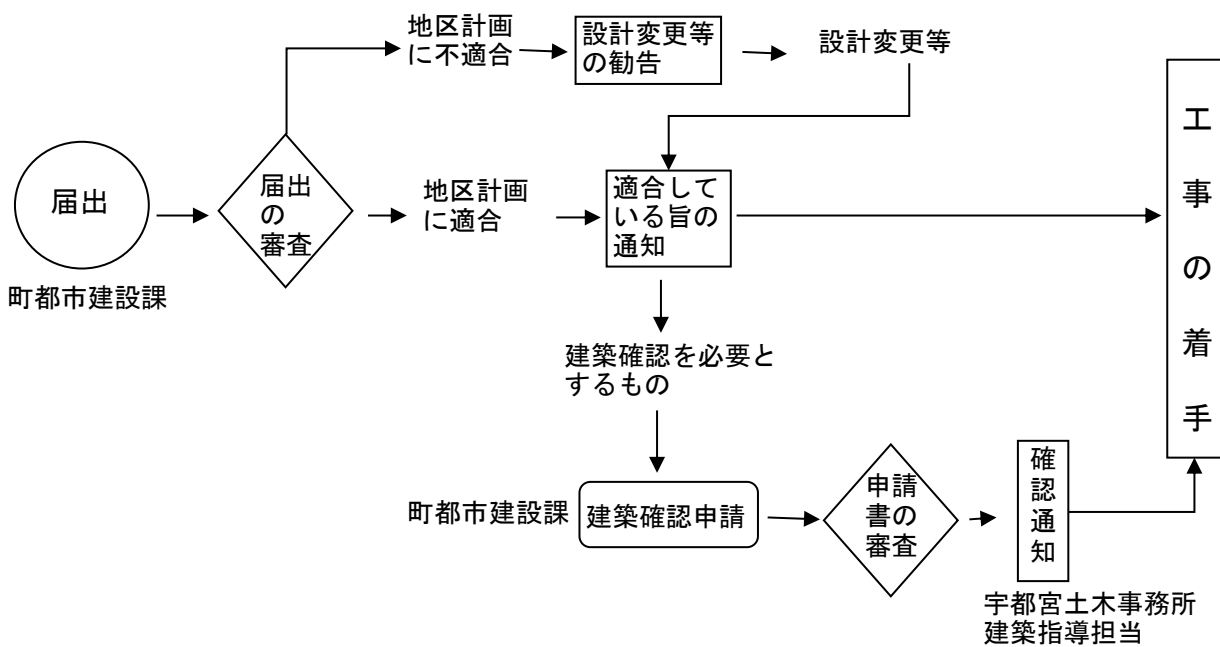 地区計画
に不適合
設計変更等
の勧告
設計変更等
届出
町都市建設課
届出
の
審査
地区計画
に適合
適合して
いる旨の
通知
工事の着手
建築確認を必要と
するもの
町都市建設課
建築確認申請
申請
書の
審査
確認通知
宇都宮土木事務所
建築指導担当